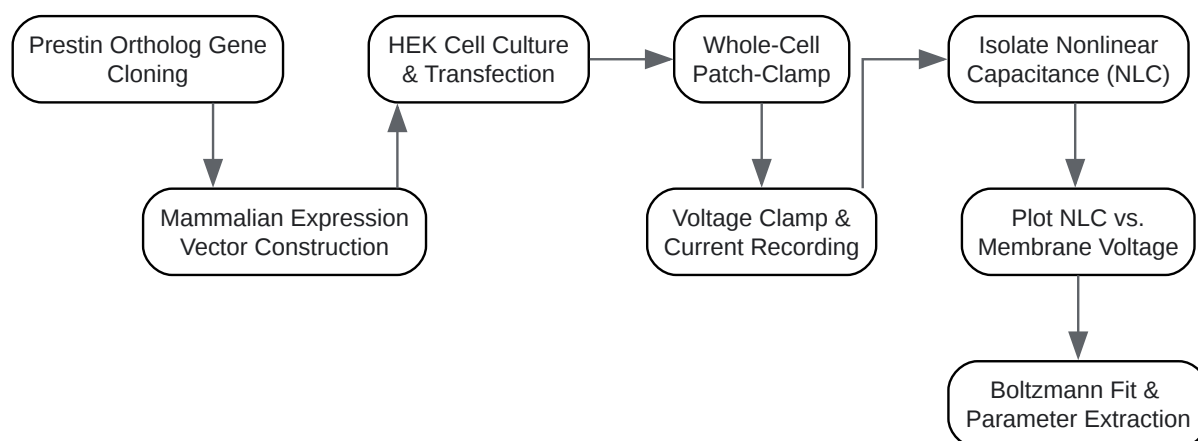 Prestin Ortholog Gene
Cloning
Mammalian Expression
Vector Construction
HEK Cell Culture
& Transfection
Whole-Cell
Patch-Clamp
Voltage Clamp &
Current Recording
Isolate Nonlinear
Capacitance (NLC)
Plot NLC vs.
Membrane Voltage
Boltzmann Fit &
Parameter Extraction